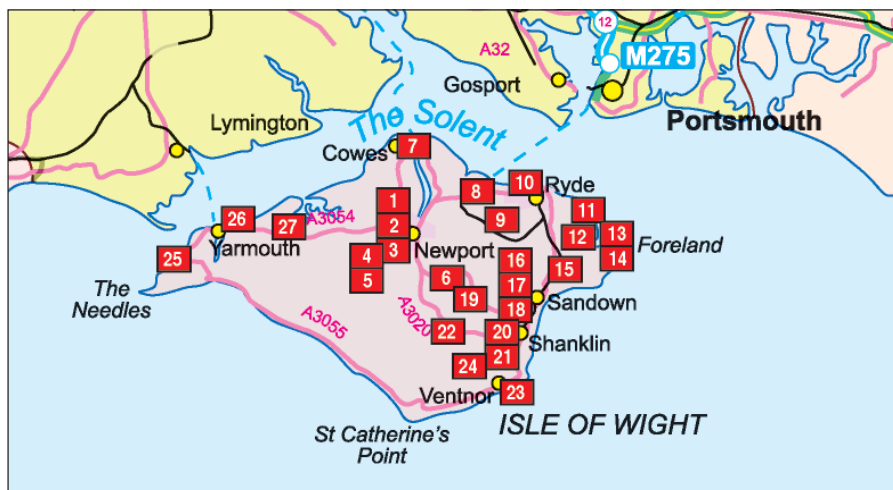 12
A32
M275
Gosport
Portsmouth
Lymington
The Solent
Cowes
7
8
10
Ryde
1
9
11
26
27
A3054
2
12
13
Foreland
Yarmouth
3
Newport
4
14
25
16
15
5
6
17
The
Needles
19
18
Sandown
A3055
A3020
22
20
Shanklin
21
24
Ventnor
23
St Catherine's
Point
ISLE OF WIGHT